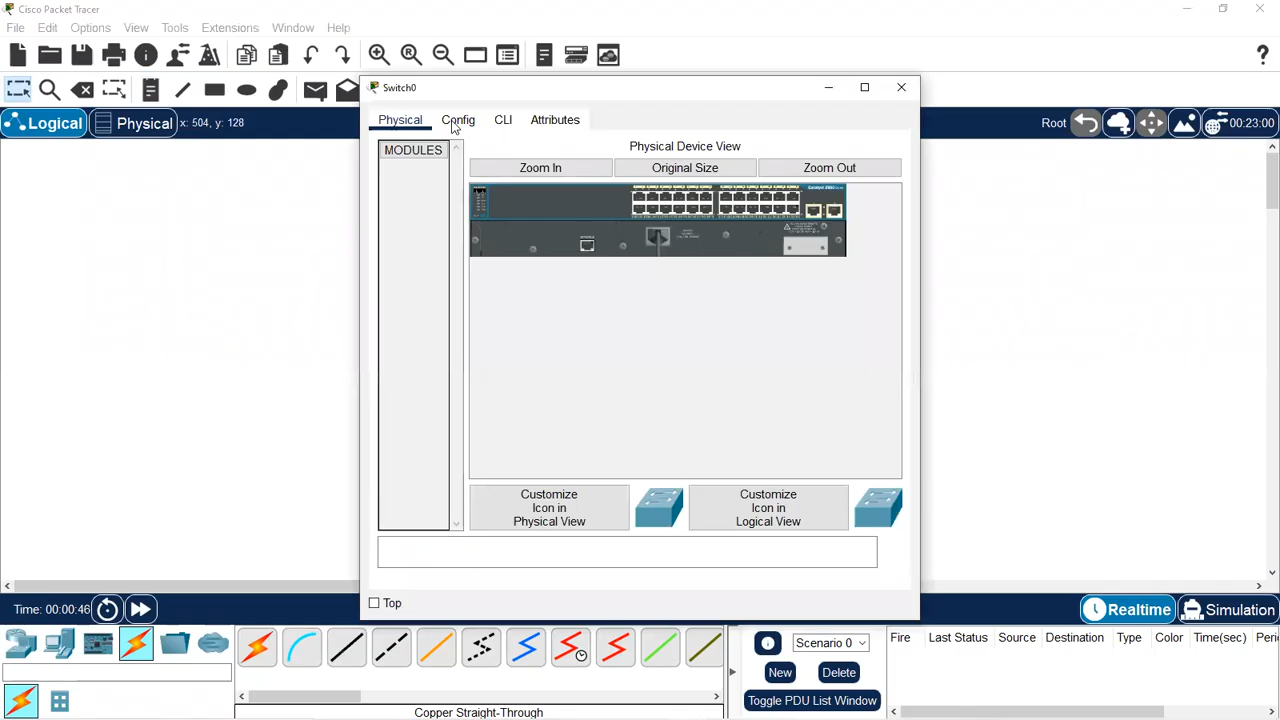 Cisco Packet Tracer
File Edit Options View Tools Extensions Window Help
Switch0
Logical Physical x: 504, y: 128 Root 00:23:00
Physical Config CLI Attributes
MODULES
Physical Device View
Zoom In Original Size Zoom Out
Customize
Icon in
Physical View
Customize
Icon in
Logical View
Top
Time: 00:00:46 Realtime Simulation
Scenario 0
New Delete
Toggle PDU List Window
Fire Last Status Source Destination Type Color Time(sec) Peri
Copper Straight-Through